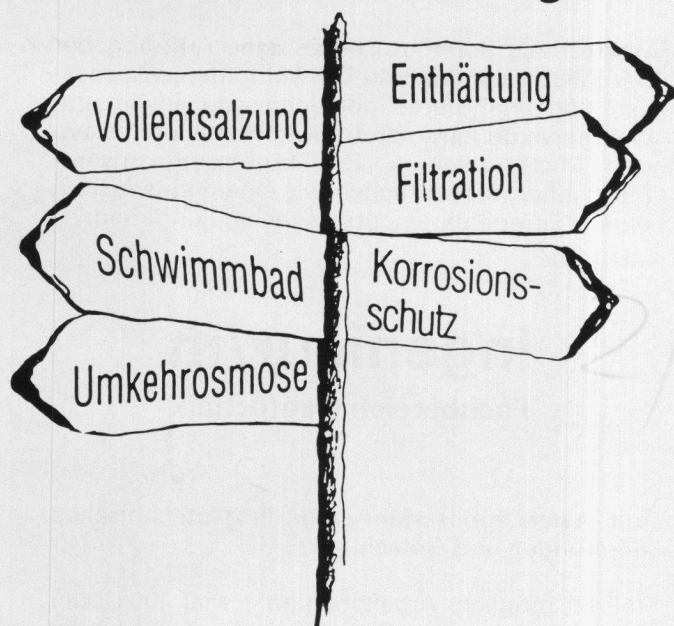 Enthärtung
Vollentsalzung
Filtration
Schwimmbad
Korrosions-
schutz
Umkehrosmose